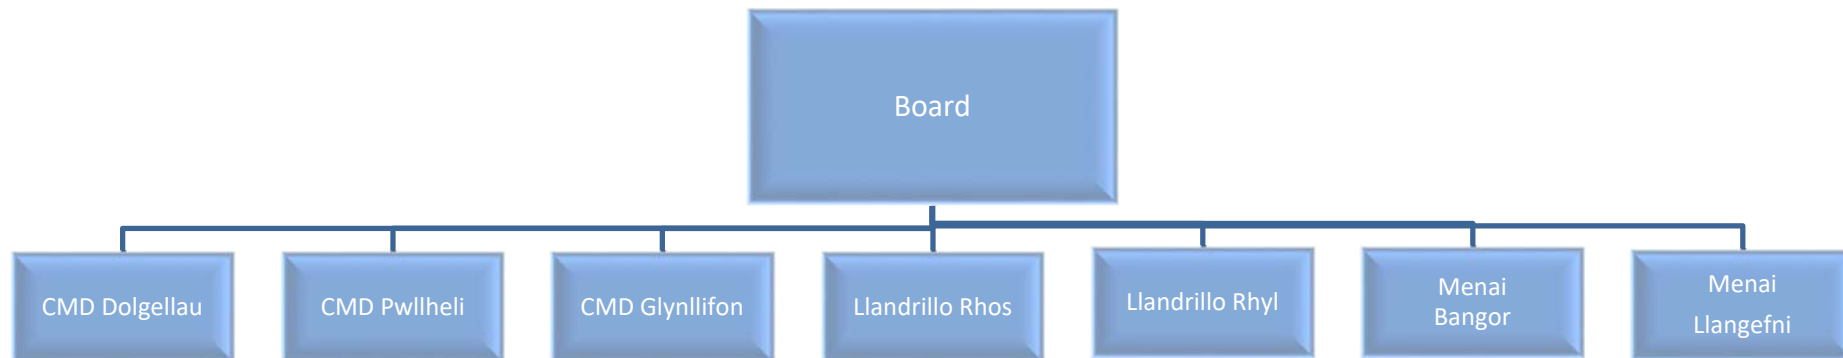 Board
CMD Dolgellau
CMD Pwllheli
CMD Glynllifon
Llandrillo Rhos
Llandrillo Rhyl
Menai
Bangor
Menai
Llangefni